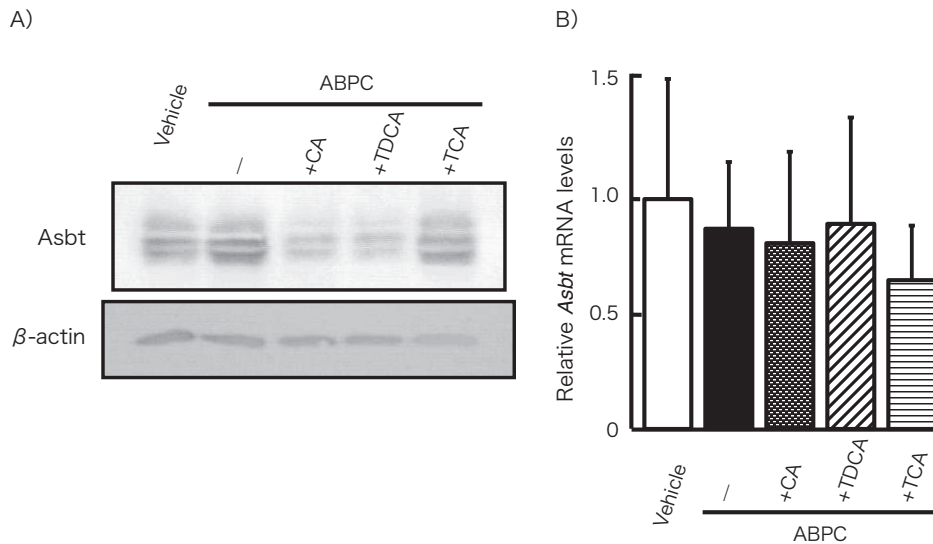 A)
ABPC
Vehicle
/
+CA
+TDCA
+TCA
Asbt
β-actin
B)
Relative Asbt mRNA levels
1.5
1.0
0.5
0
Vehicle
/
+CA
+TDCA
+TCA
ABPC